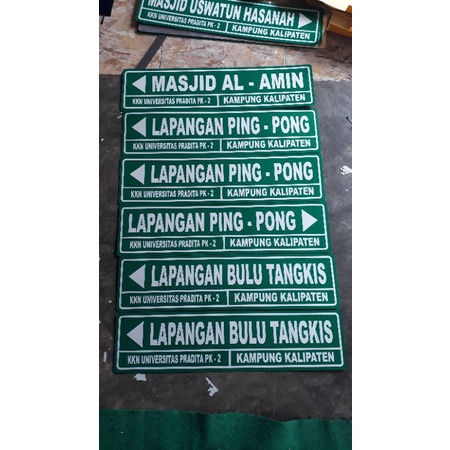 MASJID USWATUN HASANAH
KKN UNIVERSITAS PRADITA PK - 2 KAMPUNG KALIPATEN
MASJID AL - AMIN
KKN UNIVERSITAS PRADITA PK - 2 KAMPUNG KALIPATEN
LAPANGAN PING - PONG
KKN UNIVERSITAS PRADITA PK - 2 KAMPUNG KALIPATEN
LAPANGAN PING - PONG
KKN UNIVERSITAS PRADITA PK - 2 KAMPUNG KALIPATEN
LAPANGAN PING - PONG
KKN UNIVERSITAS PRADITA PK - 2 KAMPUNG KALIPATEN
LAPANGAN BULU TANGKIS
KKN UNIVERSITAS PRADITA PK - 2 KAMPUNG KALIPATEN
LAPANGAN BULU TANGKIS
KKN UNIVERSITAS PRADITA PK - 2 KAMPUNG KALIPATEN